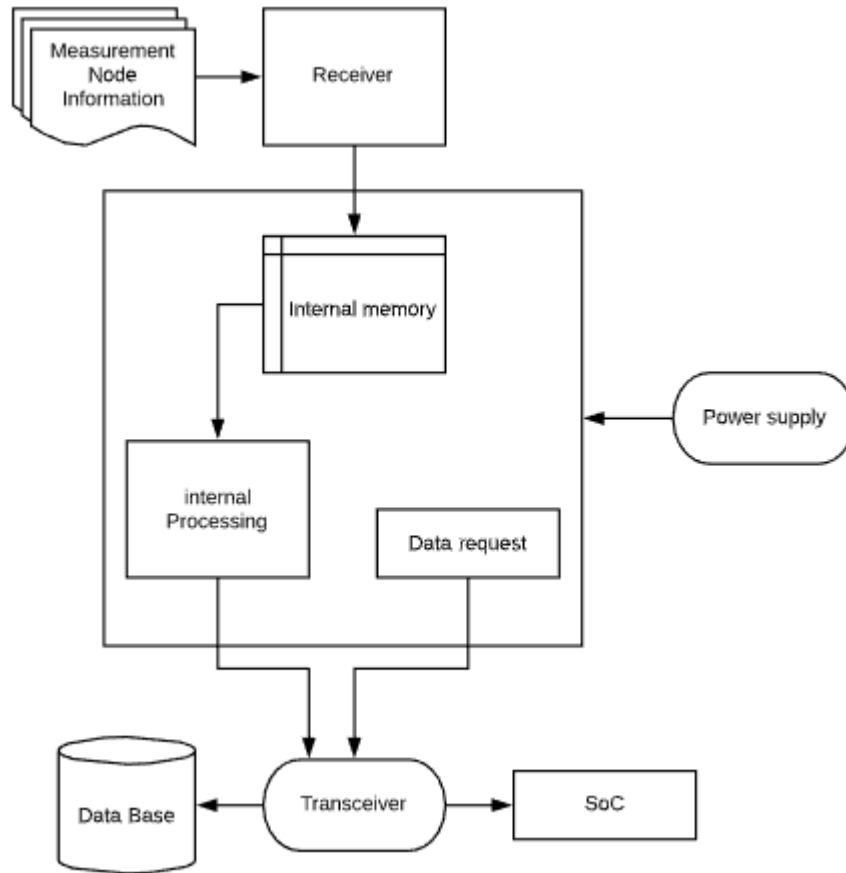 Measurement
Node
Information
Receiver
Internal memory
Power supply
internal
Processing
Data request
Data Base
Transceiver
SoC